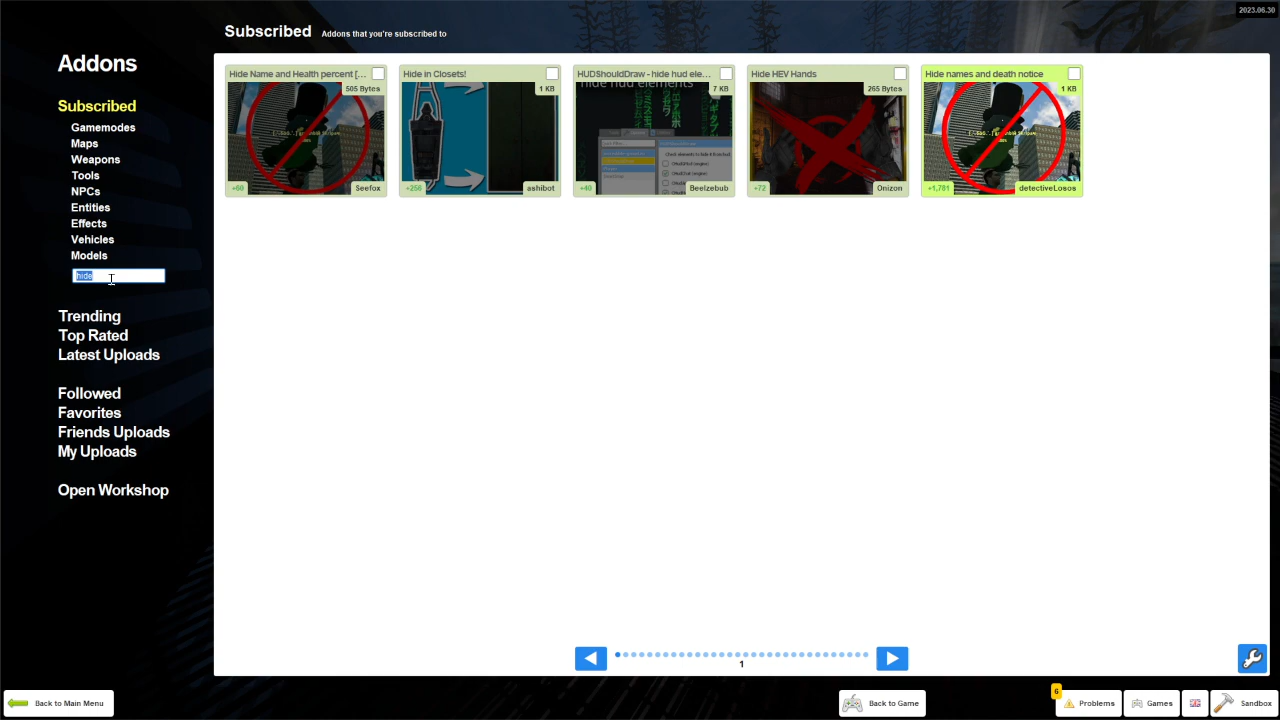 2023.06.30
Subscribed Addons that you're subscribed to
Addons
Subscribed
Gamemodes
Maps
Weapons
Tools
NPCs
Entities
Effects
Vehicles
Models
hide
Trending
Top Rated
Latest Uploads
Followed
Favorites
Friends Uploads
My Uploads
Open Workshop
Hide Name and Health percent [...
505 Bytes
+60
Seefox
Hide in Closets!
1 KB
+250
ashibot
HUDShouldDraw - hide hud ele...
hide hud elements
7 KB
+40
Beelzebub
Hide HEV Hands
265 Bytes
+72
Onizon
Hide names and death notice
1 KB
+1,781
detectiveLosos
1
Back to Main Menu
Back to Game
6
Problems
Games
Sandbox